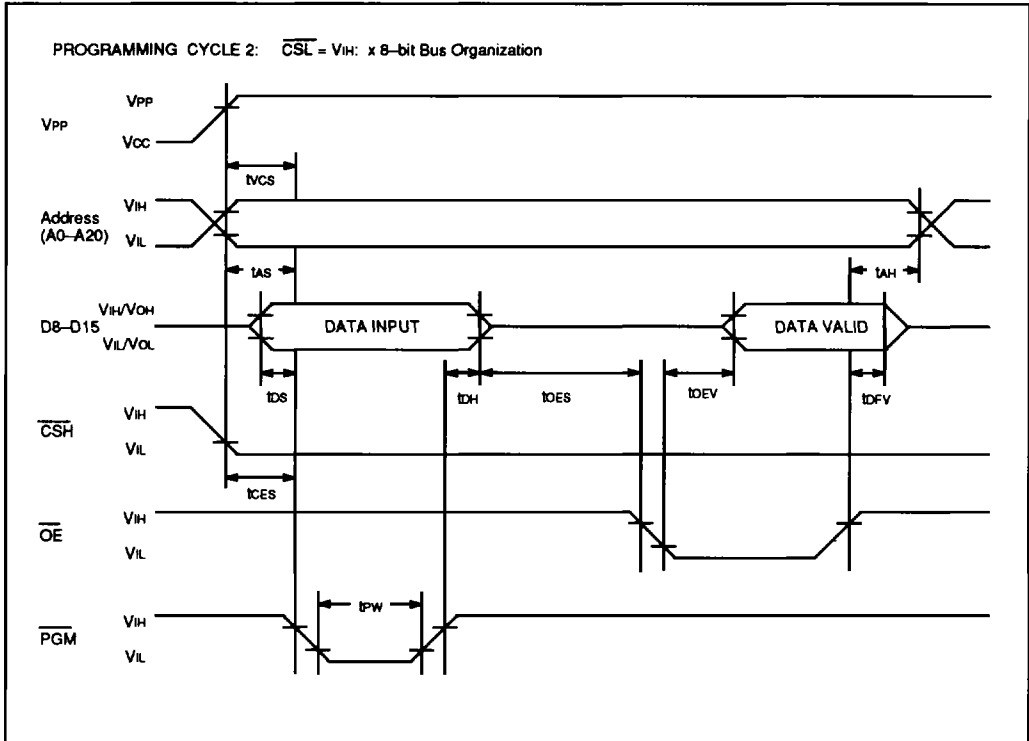 PROGRAMMING CYCLE 2: CSL = VIH: x 8–bit Bus Organization
VPP
VPP
VCC
tVCS
Address
(A0–A20)
VIH
VIL
tAS
tAH
D8–D15
VIH/VOH
VIL/VOL
DATA INPUT
DATA VALID
tDS
tDH
tOES
tOEV
tDFV
CSH
VIH
VIL
tCES
OE
VIH
VIL
PGM
VIH
VIL
tPW